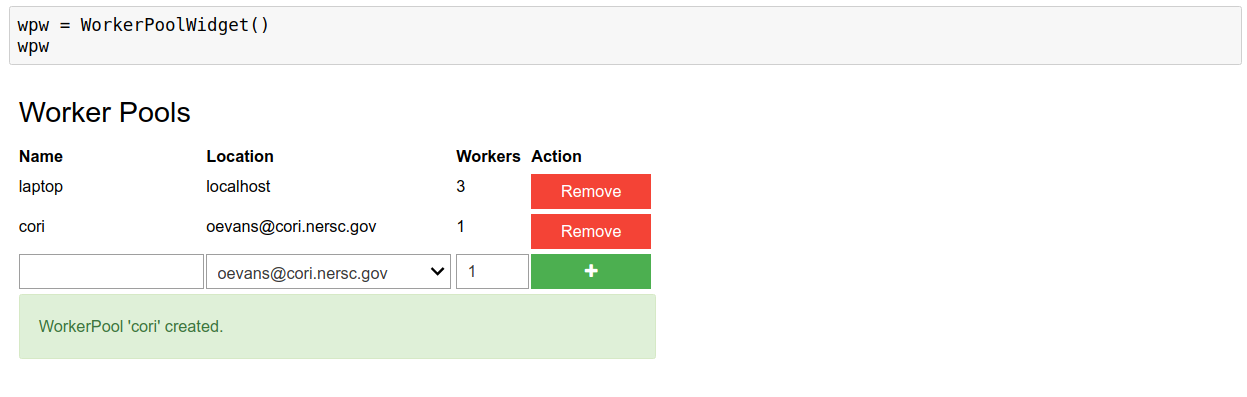 wpw = WorkerPoolWidget()
wpw
Worker Pools
Name Location Workers Action
laptop localhost 3 Remove
cori oevans@cori.nersc.gov 1 Remove
oevans@cori.nersc.gov 1 +
WorkerPool 'cori' created.